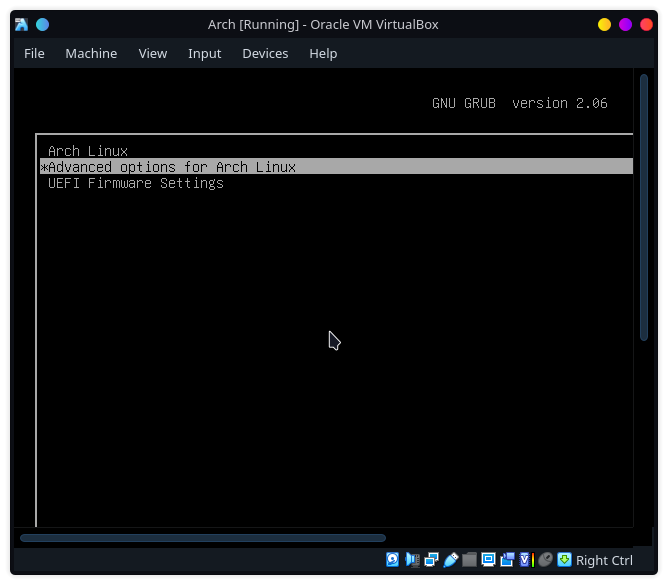 Arch [Running] - Oracle VM VirtualBox
File Machine View Input Devices Help
GNU GRUB version 2.06
Arch Linux
*Advanced options for Arch Linux
UEFI Firmware Settings
Right Ctrl